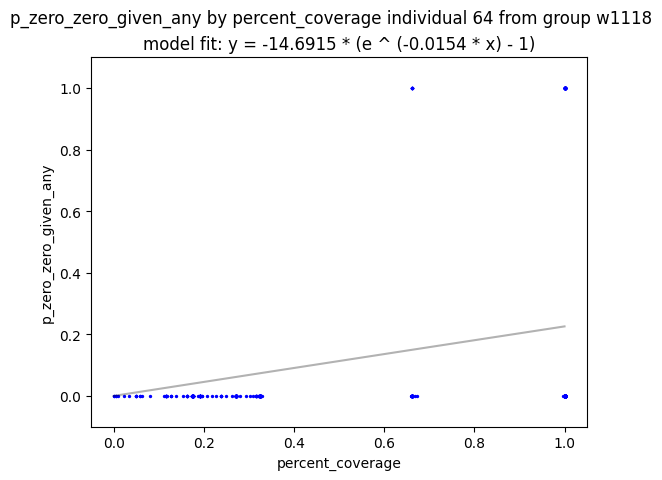 p_zero_zero_given_any by percent_coverage individual 64 from group w1118
model fit: y = -14.6915 * (e ^ (-0.0154 * x) - 1)
1.0
0.8
0.6
0.4
0.2
0.0
p_zero_zero_given_any
0.0 0.2 0.4 0.6 0.8 1.0
percent_coverage